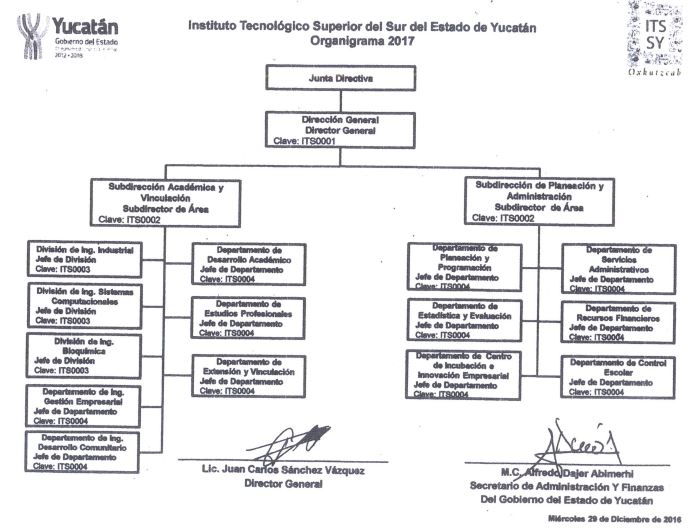 Yucatán
Gobierno del Estado
2012 - 2018
Instituto Tecnológico Superior del Sur del Estado de Yucatán
Organigrama 2017
ITS
SY
Oxkutzcab
Junta Directiva
Dirección General
Director General
Clave: ITS0001
Subdirección Académica y
Vinculación
Subdirector de Área
Clave: ITS0002
Subdirección de Planeación y
Administración
Subdirector de Área
Clave: ITS0002
División de Ing. Industrial
Jefe de División
Clave: ITS0003
División de Ing. Sistemas
Computacionales
Jefe de División
Clave: ITS0003
División de Ing.
Bioquímica
Jefe de División
Clave: ITS0003
Departamento de Ing.
Gestión Empresarial
Jefe de Departamento
Clave: ITS0004
Departamento de Ing.
Desarrollo Comunitario
Jefe de Departamento
Clave: ITS0004
Departamento de
Desarrollo Académico
Jefe de Departamento
Clave: ITS0004
Departamento de
Estudios Profesionales
Jefe de Departamento
Clave: ITS0004
Departamento de
Extensión y Vinculación
Jefe de Departamento
Clave: ITS0004
Departamento de
Planeación y
Programación
Jefe de Departamento
Clave: ITS0004
Departamento de
Estadística y Evaluación
Jefe de Departamento
Clave: ITS0004
Departamento de Centro
de Incubación e
Innovación Empresarial
Jefe de Departamento
Clave: ITS0004
Departamento de
Servicios
Administrativos
Jefe de Departamento
Clave: ITS0004
Departamento de
Recursos Financieros
Jefe de Departamento
Clave: ITS0004
Departamento de Control
Escolar
Jefe de Departamento
Clave: ITS0004
Lic. Juan Carlos Sánchez Vázquez
Director General
M.C. Alfredo Dajer Abimerhi
Secretario de Administración Y Finanzas
Del Gobierno del Estado de Yucatán
Miércoles 29 de Diciembre de 2016